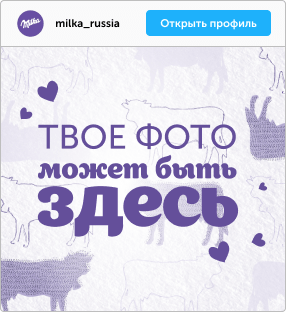 Milka
milka_russia
Открыть профиль
ТВОЕ ФОТО
может быть
здесь